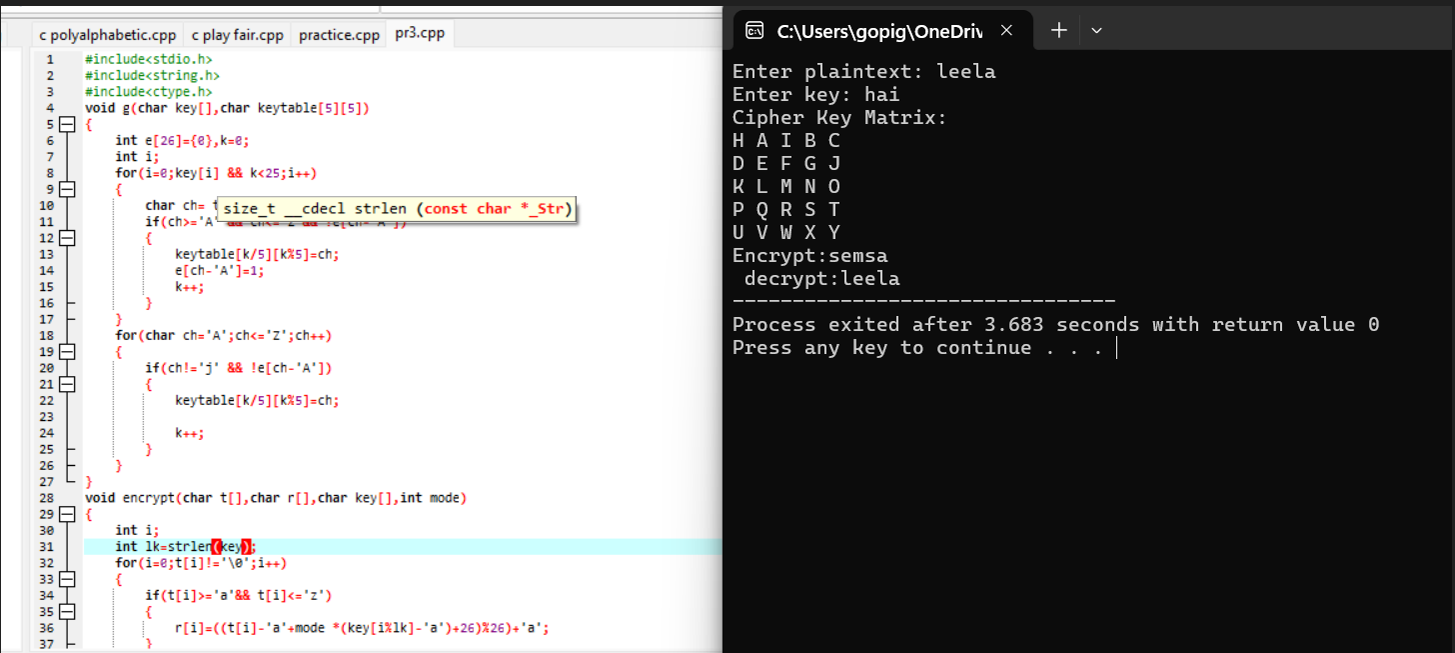 c polyalphabetic.cpp c play fair.cpp practice.cpp pr3.cpp
1 #include<stdio.h>
2 #include<string.h>
3 #include<ctype.h>
4 void g(char key[],char keytable[5][5])
5 {
6 int e[26]={0},k=0;
7 int i;
8 for(i=0;key[i] && k<25;i++)
9 {
10 char ch= t
size_t __cdecl strlen (const char *_Str)
11 if(ch>='A'
12 {
13 keytable[k/5][k%5]=ch;
14 e[ch-'A']=1;
15 k++;
16 }
17 }
18 for(char ch='A';ch<='Z';ch++)
19 {
20 if(ch!='j' && !e[ch-'A'])
21 {
22 keytable[k/5][k%5]=ch;
23
24 k++;
25 }
26 }
27 }
28 void encrypt(char t[],char r[],char key[],int mode)
29 {
30 int i;
31 int lk=strlen(key);
32 for(i=0;t[i]!='\0';i++)
33 {
34 if(t[i]>='a'&& t[i]<='z')
35 {
36 r[i]=((t[i]-'a'+mode *(key[i%lk]-'a')+26)%26)+'a';
37 }
C:\Users\gopig\OneDriv
Enter plaintext: leela
Enter key: hai
Cipher Key Matrix:
H A I B C
D E F G J
K L M N O
P Q R S T
U V W X Y
Encrypt:semsa
decrypt:leela
--------------------------------
Process exited after 3.683 seconds with return value 0
Press any key to continue . . .